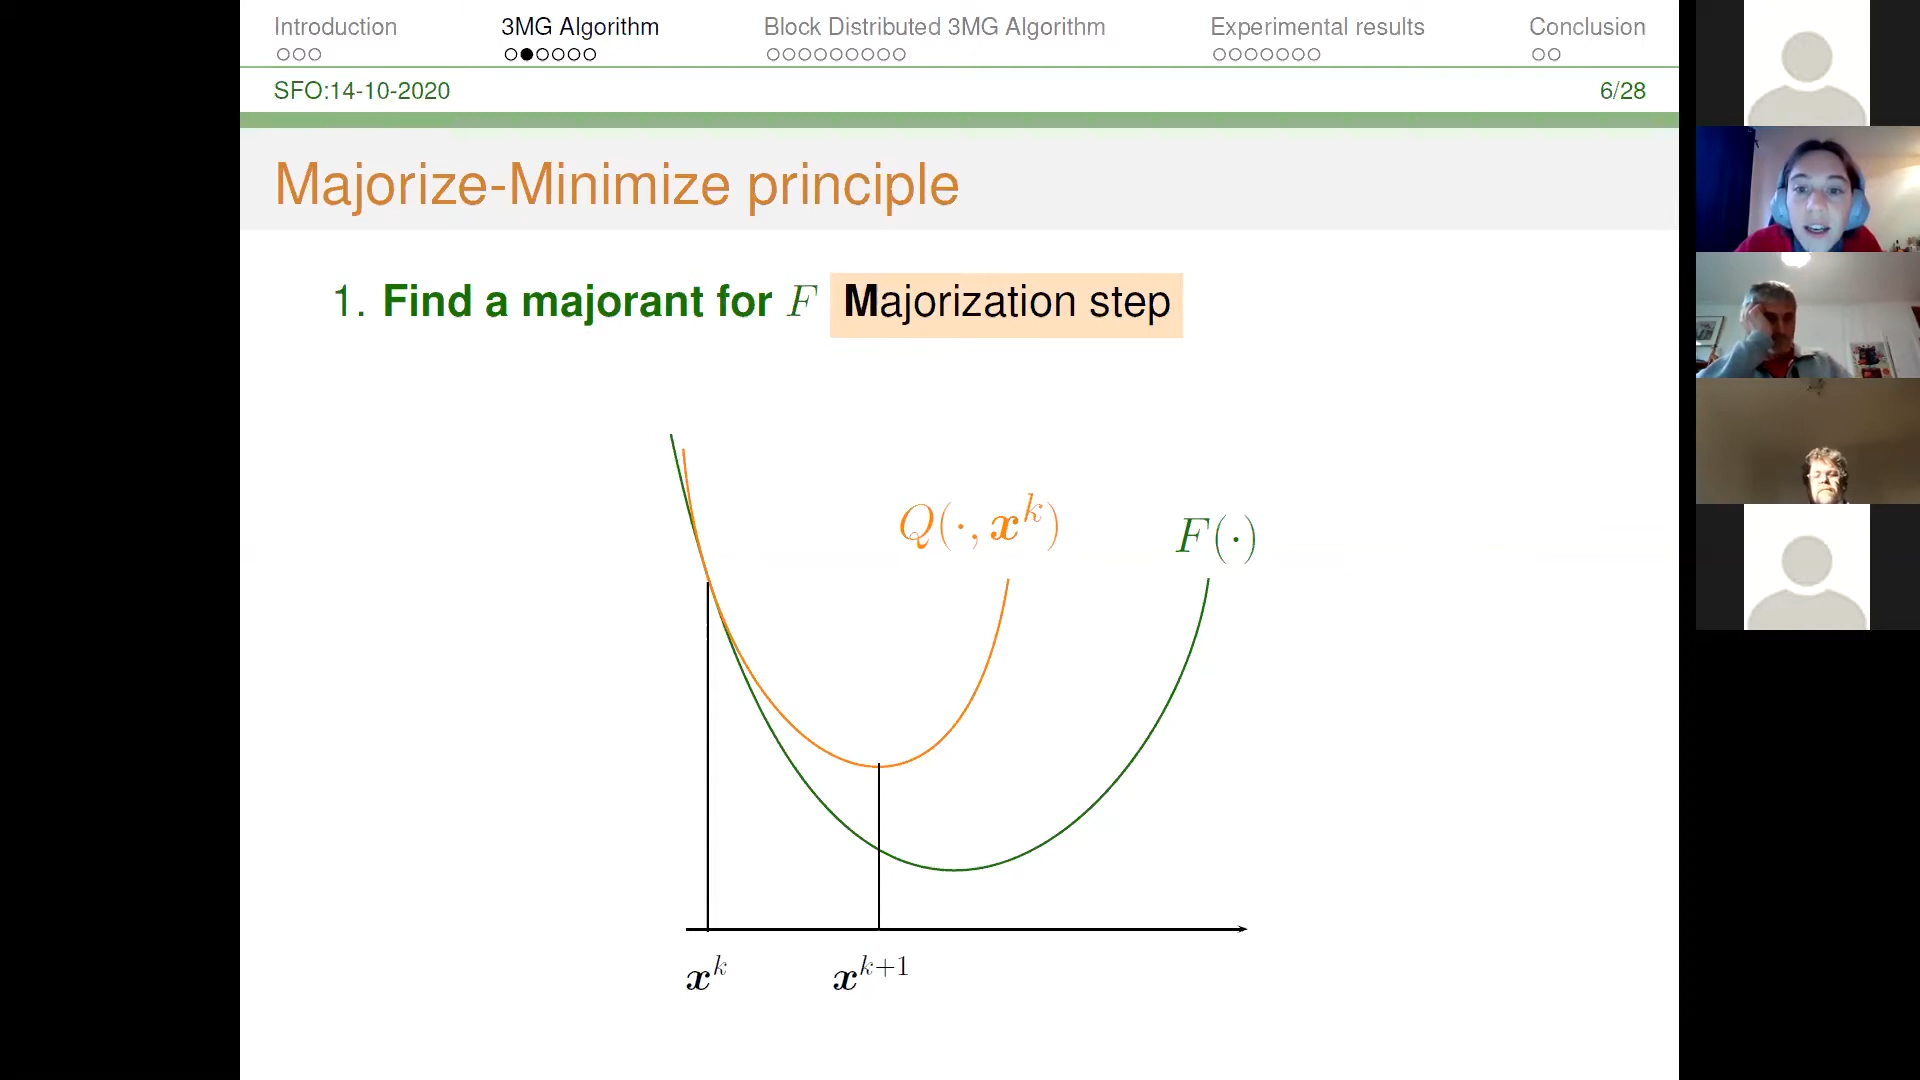 Introduction 3MG Algorithm Block Distributed 3MG Algorithm Experimental results Conclusion
SFO:14-10-2020 6/28
Majorize-Minimize principle
1. Find a majorant for F Majorization step
Q(·, x^k) F(·)
x^k x^{k+1}